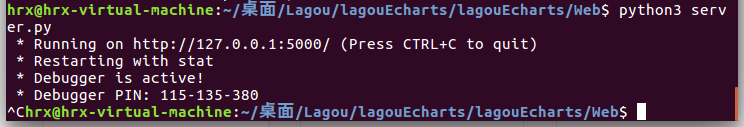 hrx@hrx-virtual-machine:~/桌面/Lagou/lagouEcharts/lagouEcharts/Web$ python3 serv
er.py
 * Running on http://127.0.0.1:5000/ (Press CTRL+C to quit)
 * Restarting with stat
 * Debugger is active!
 * Debugger PIN: 115-135-380
^Chrx@hrx-virtual-machine:~/桌面/Lagou/lagouEcharts/lagouEcharts/Web$